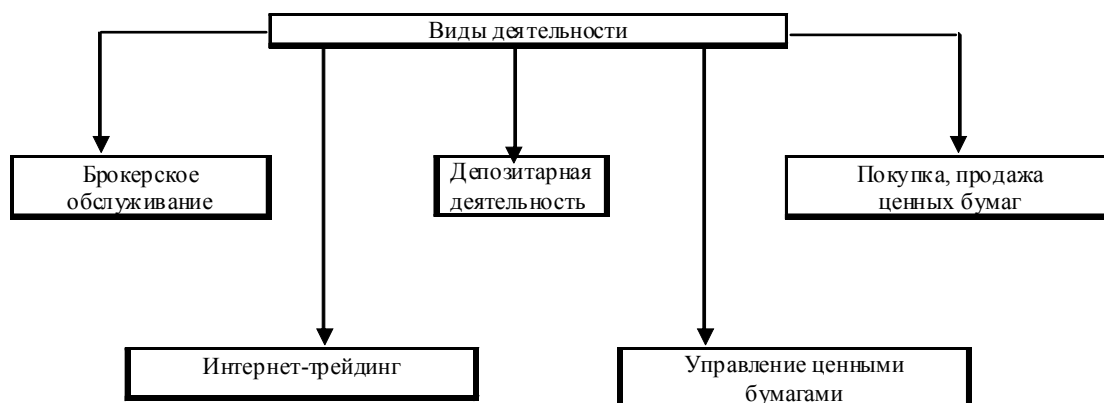 Виды деятельности
Брокерское
обслуживание
Депозитарная
деятельность
Покупка, продажа
ценных бумаг
Интернет-трейдинг
Управление ценными
бумагами